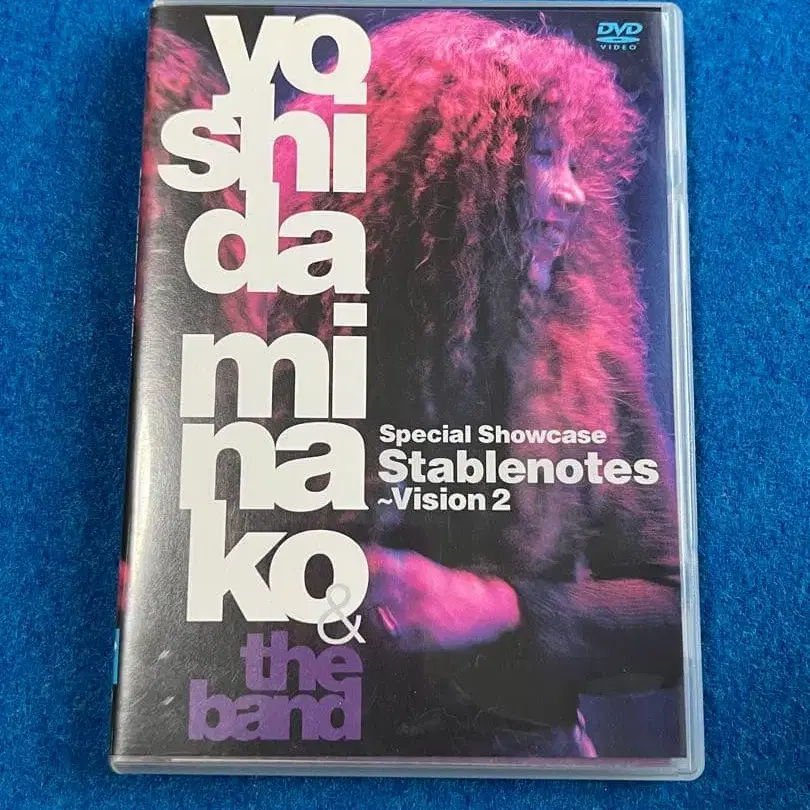 yo
shi
da
mi
na
ko
&
the
band
DVD
VIDEO
Special Showcase
Stablenotes
~Vision 2